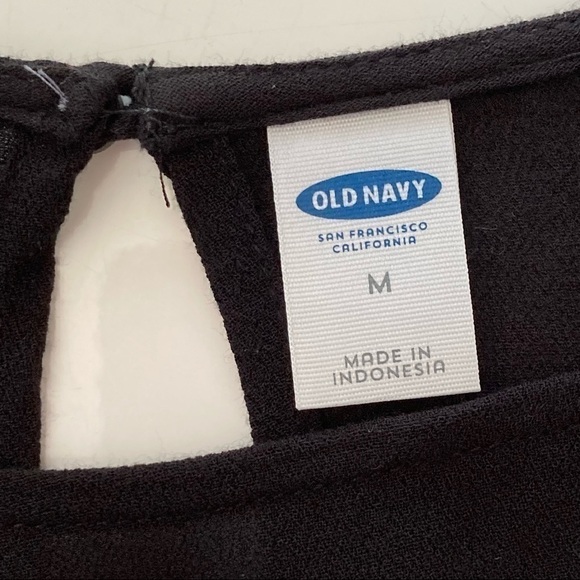 OLD NAVY
SAN FRANCISCO
CALIFORNIA
M
MADE IN
INDONESIA